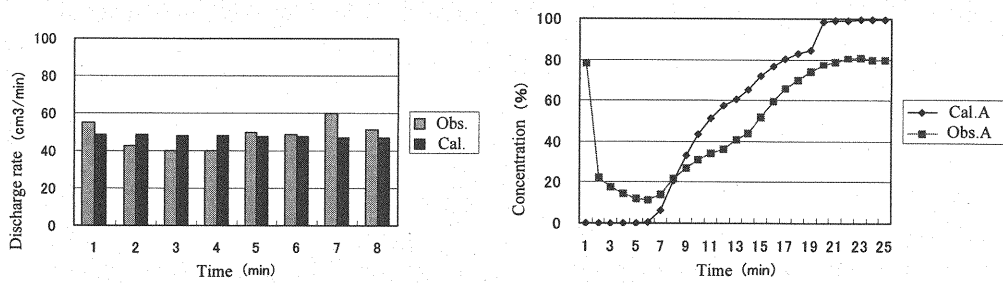 Discharge rate (cm3/min)
100
80
60
40
20
0
1 2 3 4 5 6 7 8
Time (min)
Obs.
Cal.
Concentration (%)
100
80
60
40
20
0
1 3 5 7 9 11 13 15 17 19 21 23 25
Time (min)
Cal.A
Obs.A